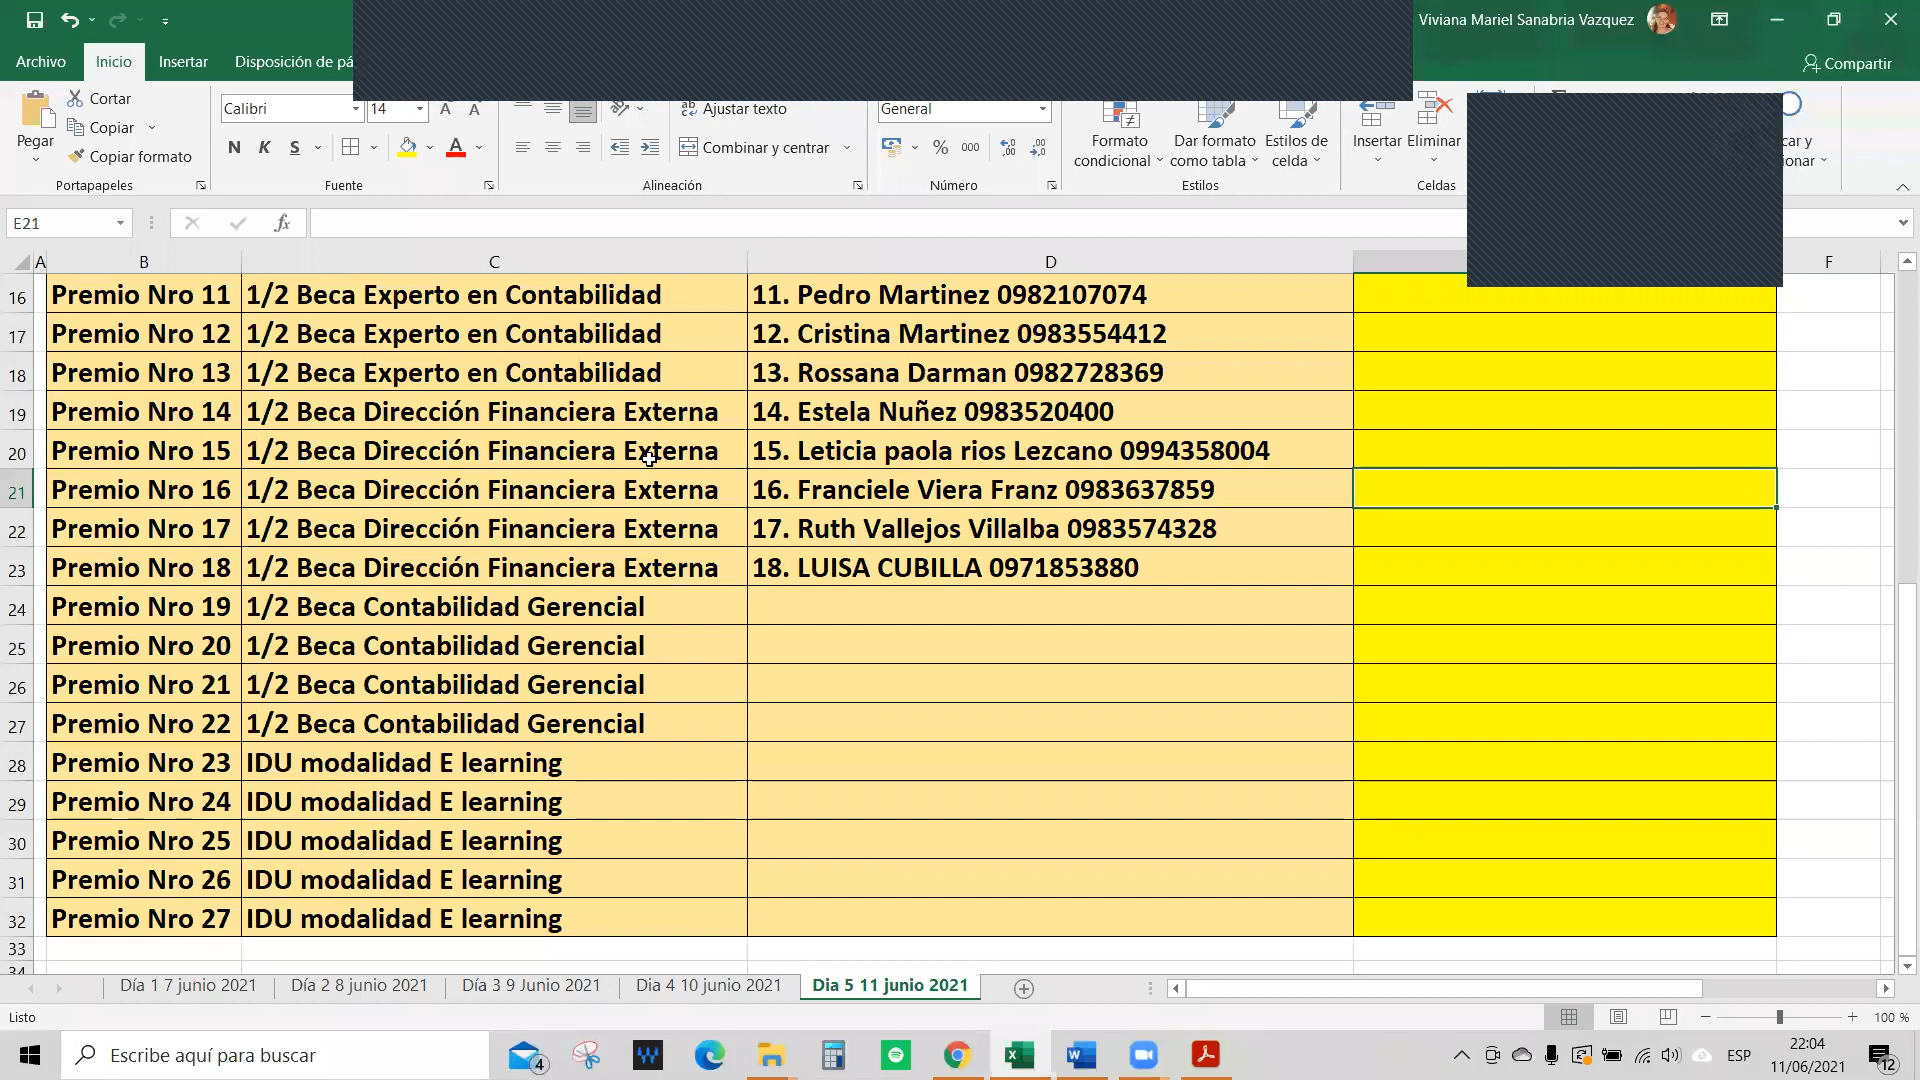 Viviana Mariel Sanabria Vazquez
Archivo Inicio Insertar Disposición de pá
Compartir
Pegar
Cortar
Copiar
Copiar formato
Portapapeles
Calibri 14
N K S
Fuente
Ajustar texto
Combinar y centrar
Alineación
General
% 000
Número
Formato condicional
Dar formato como tabla
Estilos de celda
Estilos
Insertar Eliminar
Celdas
E21
fx
A B C D F
16 Premio Nro 11 1/2 Beca Experto en Contabilidad 11. Pedro Martinez 0982107074
17 Premio Nro 12 1/2 Beca Experto en Contabilidad 12. Cristina Martinez 0983554412
18 Premio Nro 13 1/2 Beca Experto en Contabilidad 13. Rossana Darman 0982728369
19 Premio Nro 14 1/2 Beca Dirección Financiera Externa 14. Estela Nuñez 0983520400
20 Premio Nro 15 1/2 Beca Dirección Financiera Externa 15. Leticia paola rios Lezcano 0994358004
21 Premio Nro 16 1/2 Beca Dirección Financiera Externa 16. Franciele Viera Franz 0983637859
22 Premio Nro 17 1/2 Beca Dirección Financiera Externa 17. Ruth Vallejos Villalba 0983574328
23 Premio Nro 18 1/2 Beca Dirección Financiera Externa 18. LUISA CUBILLA 0971853880
24 Premio Nro 19 1/2 Beca Contabilidad Gerencial
25 Premio Nro 20 1/2 Beca Contabilidad Gerencial
26 Premio Nro 21 1/2 Beca Contabilidad Gerencial
27 Premio Nro 22 1/2 Beca Contabilidad Gerencial
28 Premio Nro 23 IDU modalidad E learning
29 Premio Nro 24 IDU modalidad E learning
30 Premio Nro 25 IDU modalidad E learning
31 Premio Nro 26 IDU modalidad E learning
32 Premio Nro 27 IDU modalidad E learning
33
34
Día 1 7 junio 2021 Día 2 8 junio 2021 Día 3 9 Junio 2021 Dia 4 10 junio 2021 Dia 5 11 junio 2021
Listo
100 %
Escribe aquí para buscar
4
ESP
22:04
11/06/2021
12